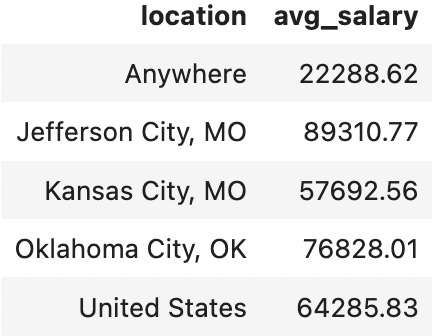 location avg_salary
Anywhere 22288.62
Jefferson City, MO 89310.77
Kansas City, MO 57692.56
Oklahoma City, OK 76828.01
United States 64285.83